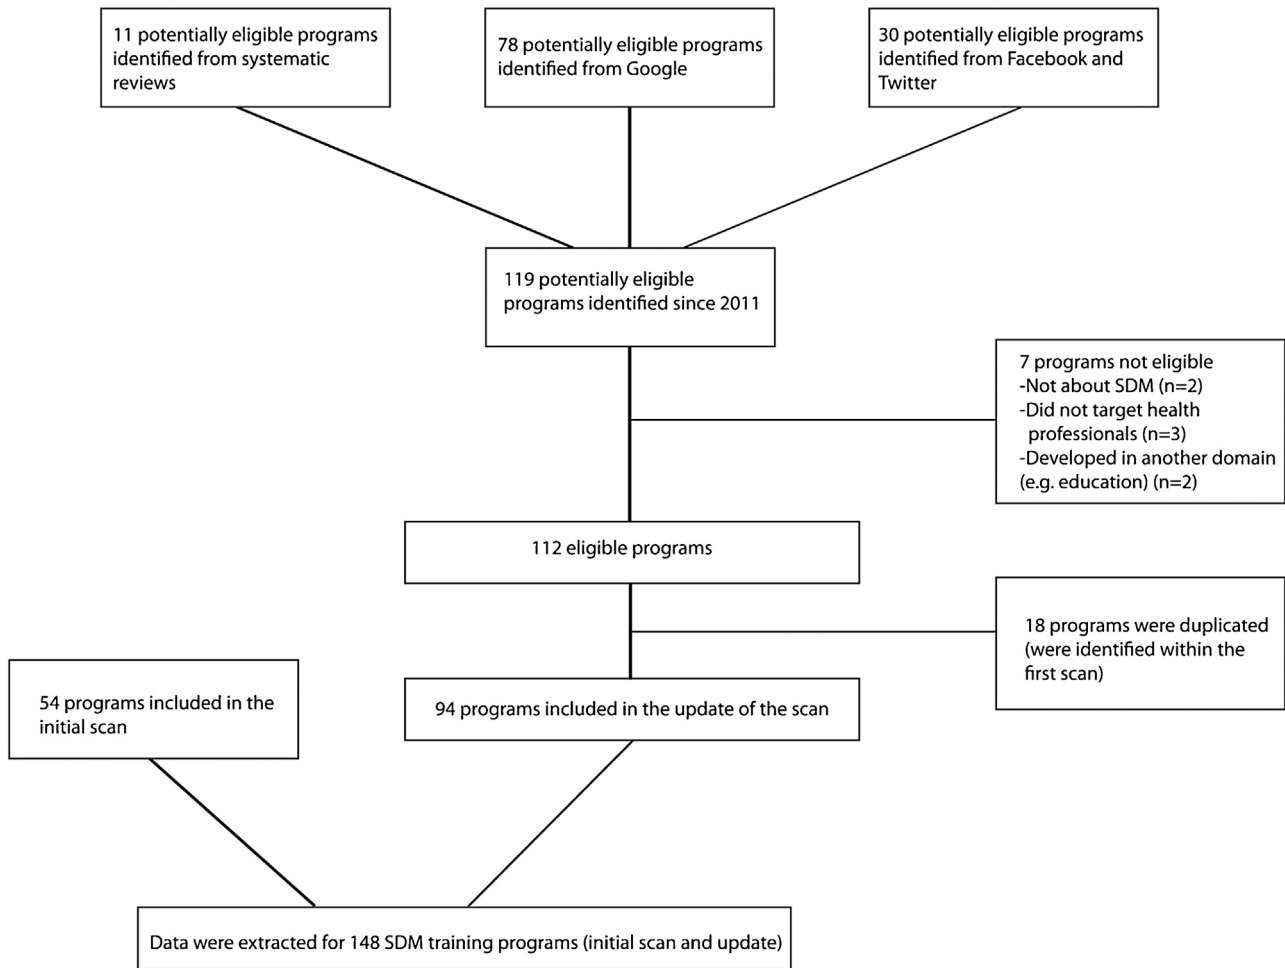 11 potentially eligible programs
identified from systematic
reviews
78 potentially eligible programs
identified from Google
30 potentially eligible programs
identified from Facebook and
Twitter
119 potentially eligible
programs identified since 2011
7 programs not eligible
-Not about SDM (n=2)
-Did not target health
professionals (n=3)
-Developed in another domain
(e.g. education) (n=2)
112 eligible programs
18 programs were duplicated
(were identified within the
first scan)
54 programs included in the
initial scan
94 programs included in the update of the scan
Data were extracted for 148 SDM training programs (initial scan and update)